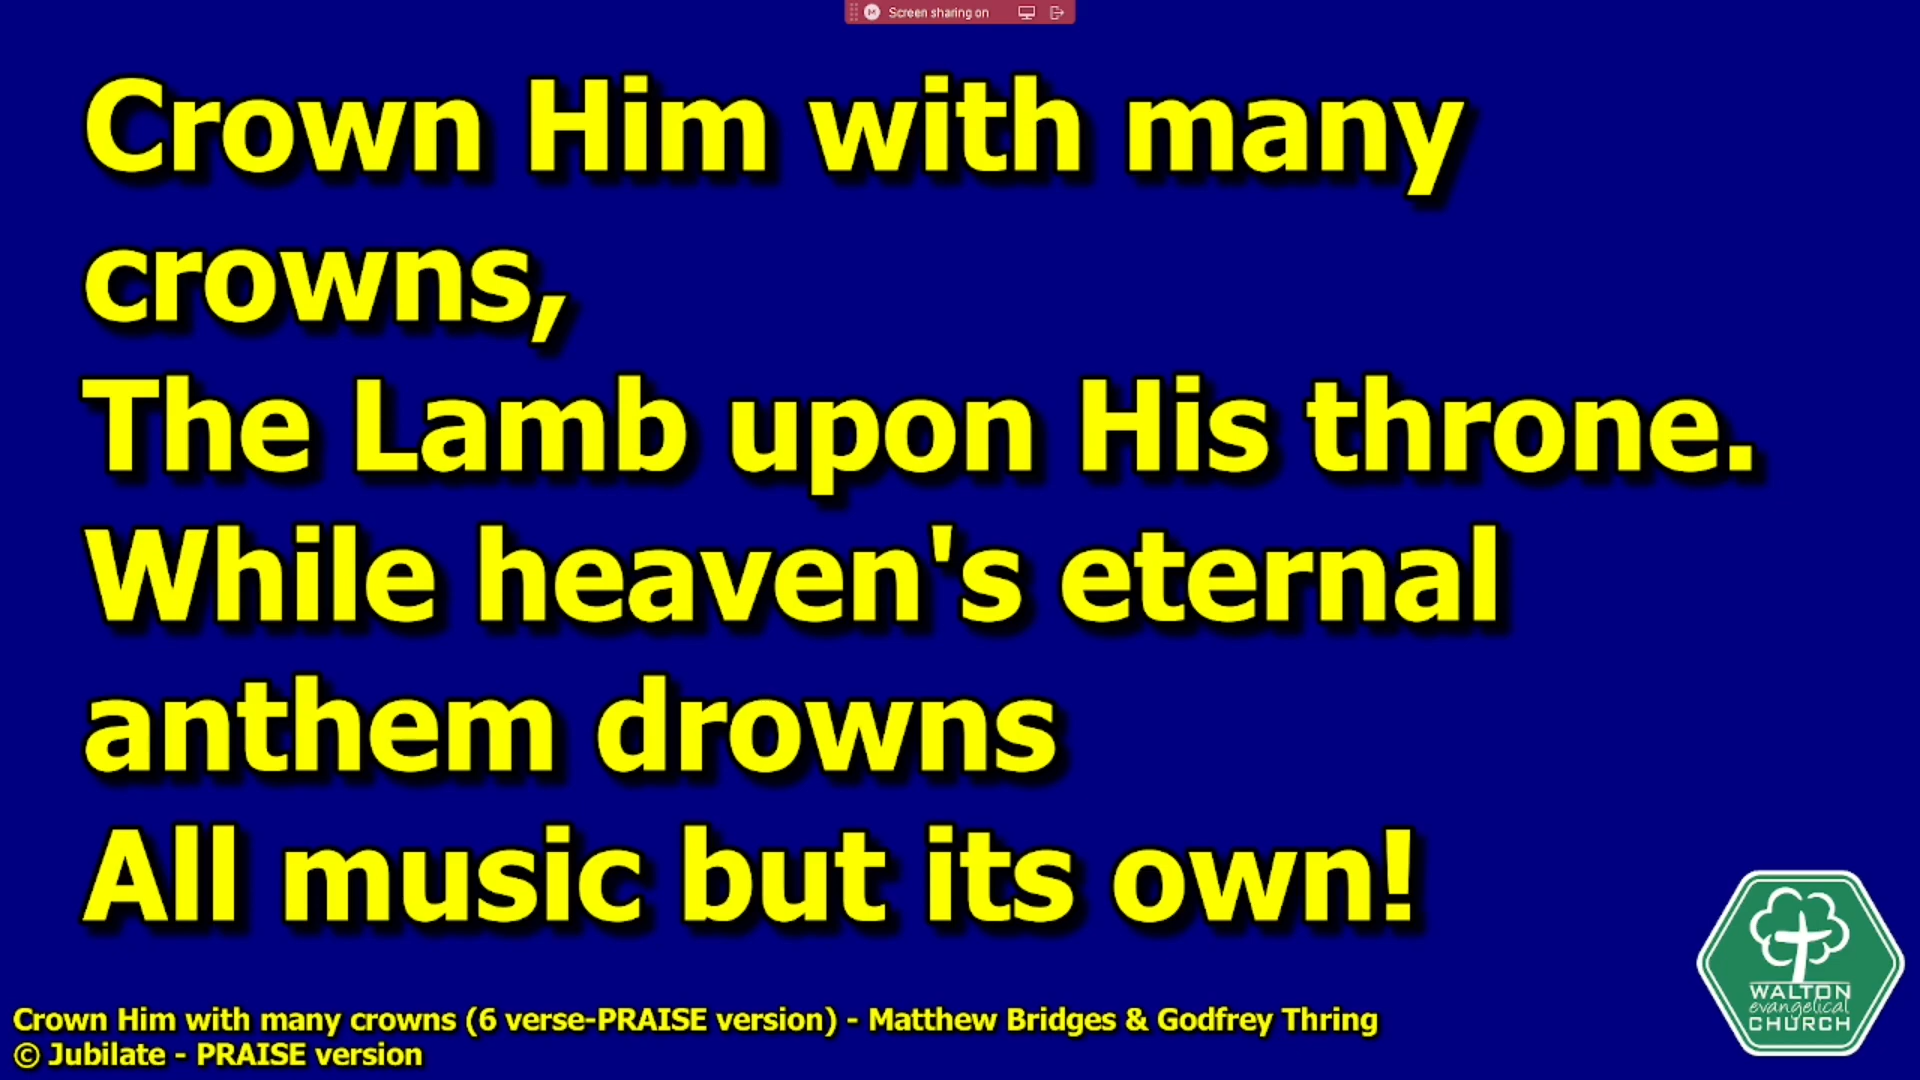 Screen sharing on
Crown Him with many
crowns,
The Lamb upon His throne.
While heaven's eternal
anthem drowns
All music but its own!
WALTON
evangelical
CHURCH
Crown Him with many crowns (6 verse-PRAISE version) - Matthew Bridges & Godfrey Thring
© Jubilate - PRAISE version